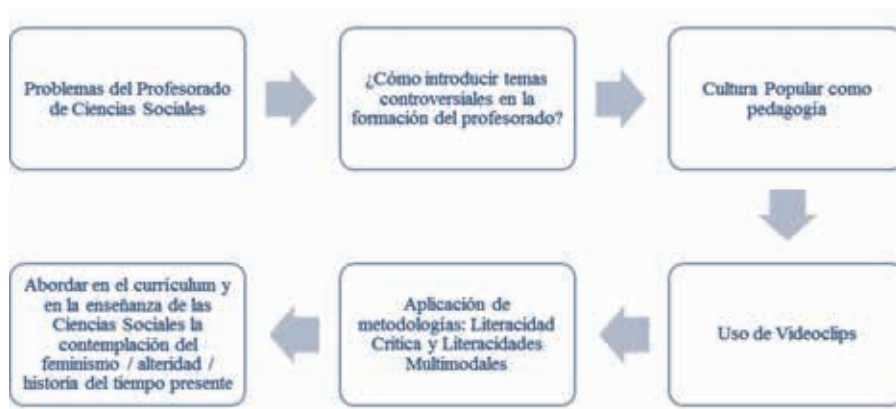 Problemas del Profesorado
de Ciencias Sociales
¿Cómo introducir temas
controversiales en la
formación del profesorado?
Cultura Popular como
pedagogía
Uso de Videoclips
Aplicación de
metodologías: Literacidad
Crítica y Literacidades
Multimodales
Abordar en el currículum y
en la enseñanza de las
Ciencias Sociales la
contemplación del
feminismo / alteridad /
historia del tiempo presente